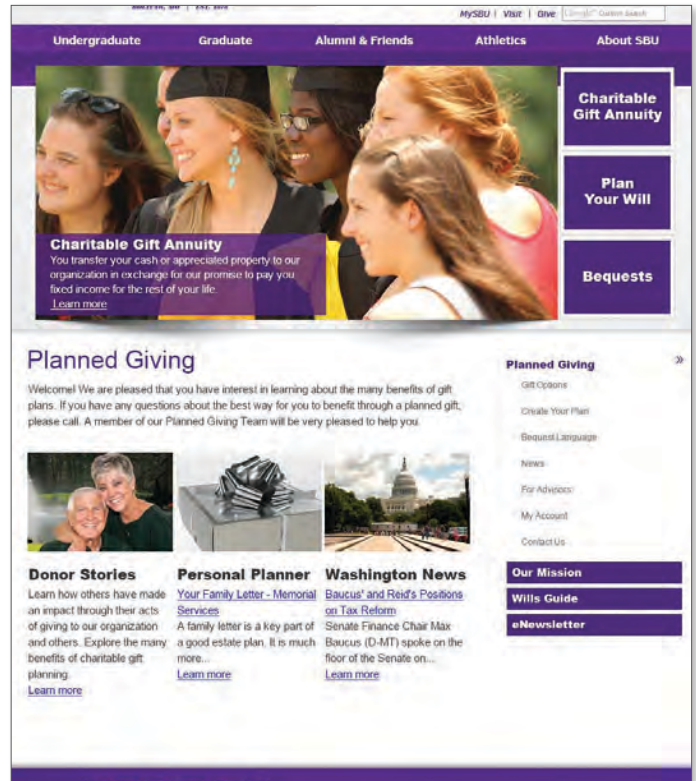 MySBU | Visit | Give Custom Search
Undergraduate Graduate Alumni & Friends Athletics About SBU
Charitable
Gift Annuity
Plan
Your Will
Bequests
Charitable Gift Annuity
You transfer your cash or appreciated property to our
organization in exchange for our promise to pay you
fixed income for the rest of your life.
Learn more
Planned Giving
Welcome! We are pleased that you have interest in learning about the many benefits of gift
plans. If you have any questions about the best way for you to benefit through a planned gift,
please call. A member of our Planned Giving Team will be very pleased to help you.
Donor Stories
Learn how others have made
an impact through their acts
of giving to our organization
and others. Explore the many
benefits of charitable gift
planning.
Learn more
Personal Planner
Your Family Letter - Memorial
Services
A family letter is a key part of
a good estate plan. It is much
more...
Learn more
Washington News
Baucus' and Reid's Positions
on Tax Reform
Senate Finance Chair Max
Baucus (D-MT) spoke on the
floor of the Senate on...
Learn more
Planned Giving »
Gift Options
Create Your Plan
Bequest Language
News
For Advisors
My Account
Contact Us
Our Mission
Wills Guide
eNewsletter